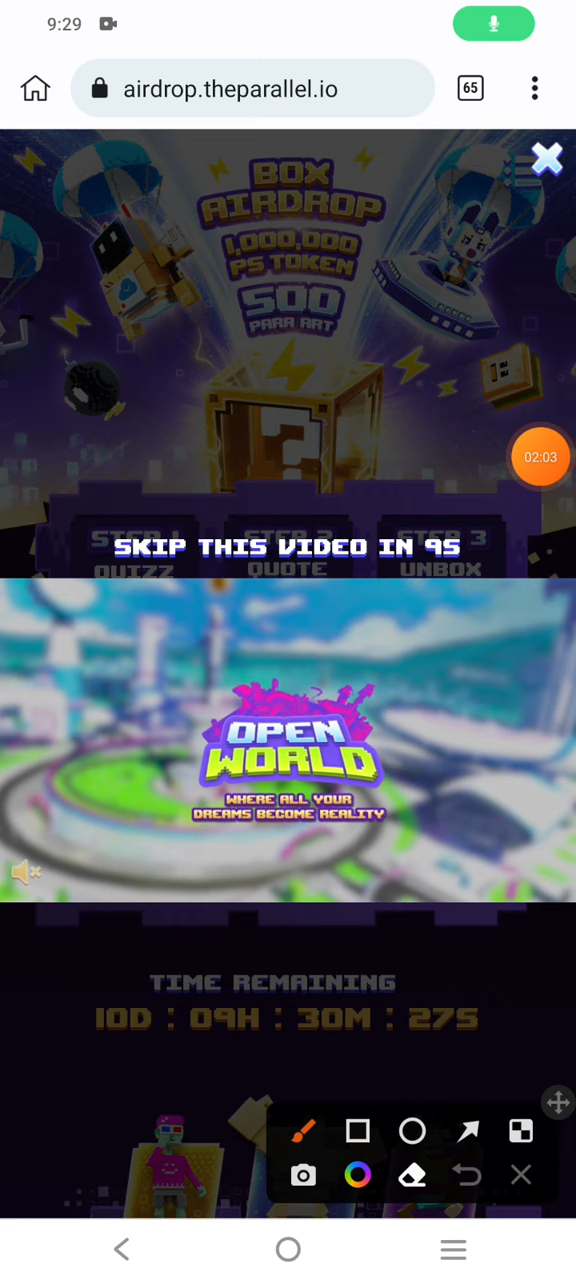 9:29
airdrop.theparallel.io
65
BOX
AIRDROP
1,000,000
PS TOKEN
500
PARA ART
02:03
STEP 1
STEP 2
STEP 3
SKIP THIS VIDEO IN 9S
QUIZZ
QUOTE
UNBOX
OPEN
WORLD
WHERE ALL YOUR
DREAMS BECOME REALITY
TIME REMAINING
10D : 09H : 30M : 27S